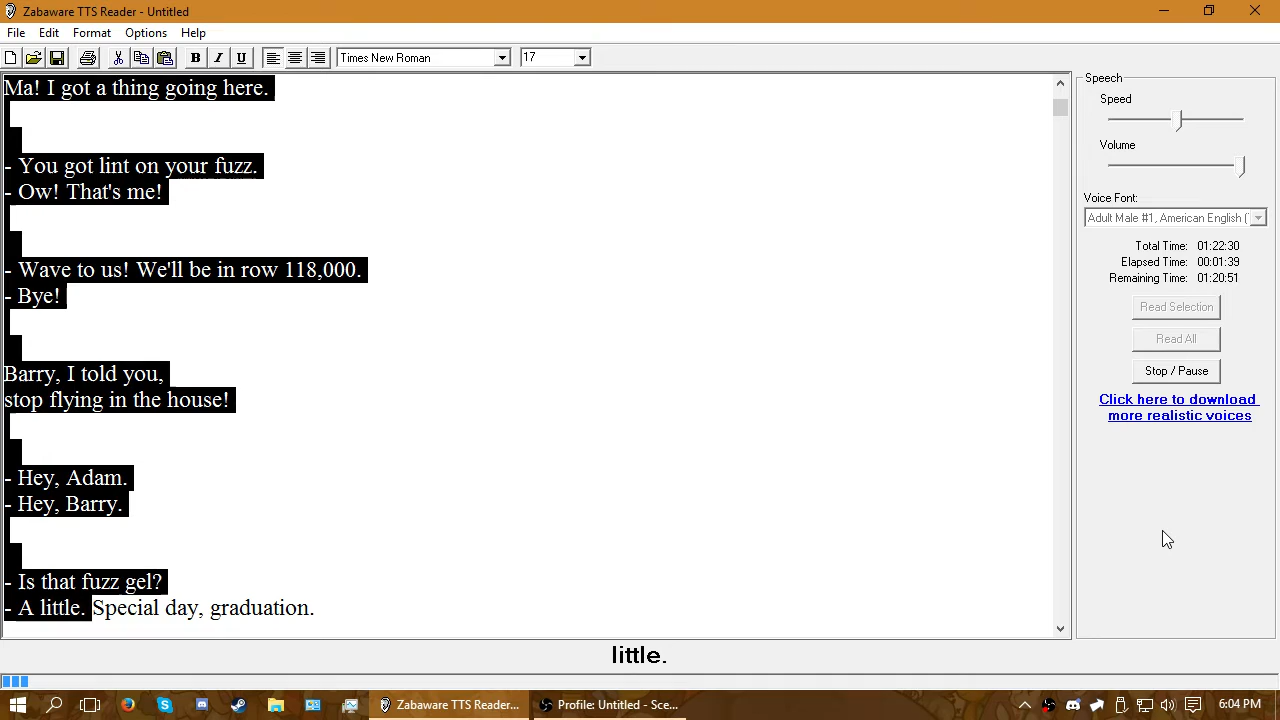 Zabaware TTS Reader - Untitled
File Edit Format Options Help
B I U Times New Roman 17
Ma! I got a thing going here.
- You got lint on your fuzz.
- Ow! That's me!
- Wave to us! We'll be in row 118,000.
- Bye!
Barry, I told you,
stop flying in the house!
- Hey, Adam.
- Hey, Barry.
- Is that fuzz gel?
- A little. Special day, graduation.
Speech
Speed
Volume
Voice Font:
Adult Male #1, American English (
Total Time: 01:22:30
Elapsed Time: 00:01:39
Remaining Time: 01:20:51
Read Selection
Read All
Stop / Pause
Click here to download
more realistic voices
little.
Zabaware TTS Reader... Profile: Untitled - Sce... 6:04 PM